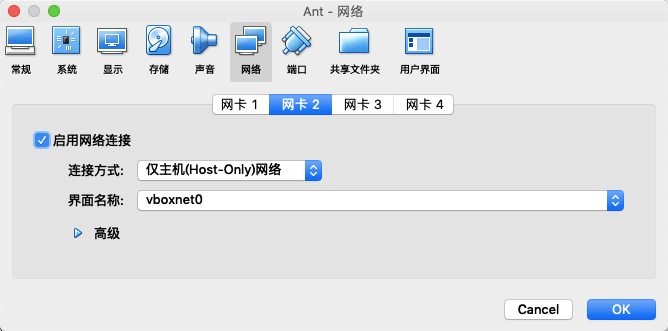 Ant - 网络
常规 系统 显示 存储 声音 网络 端口 共享文件夹 用户界面
网卡 1 网卡 2 网卡 3 网卡 4
启用网络连接
连接方式: 仅主机(Host-Only)网络
界面名称: vboxnet0
高级
Cancel OK